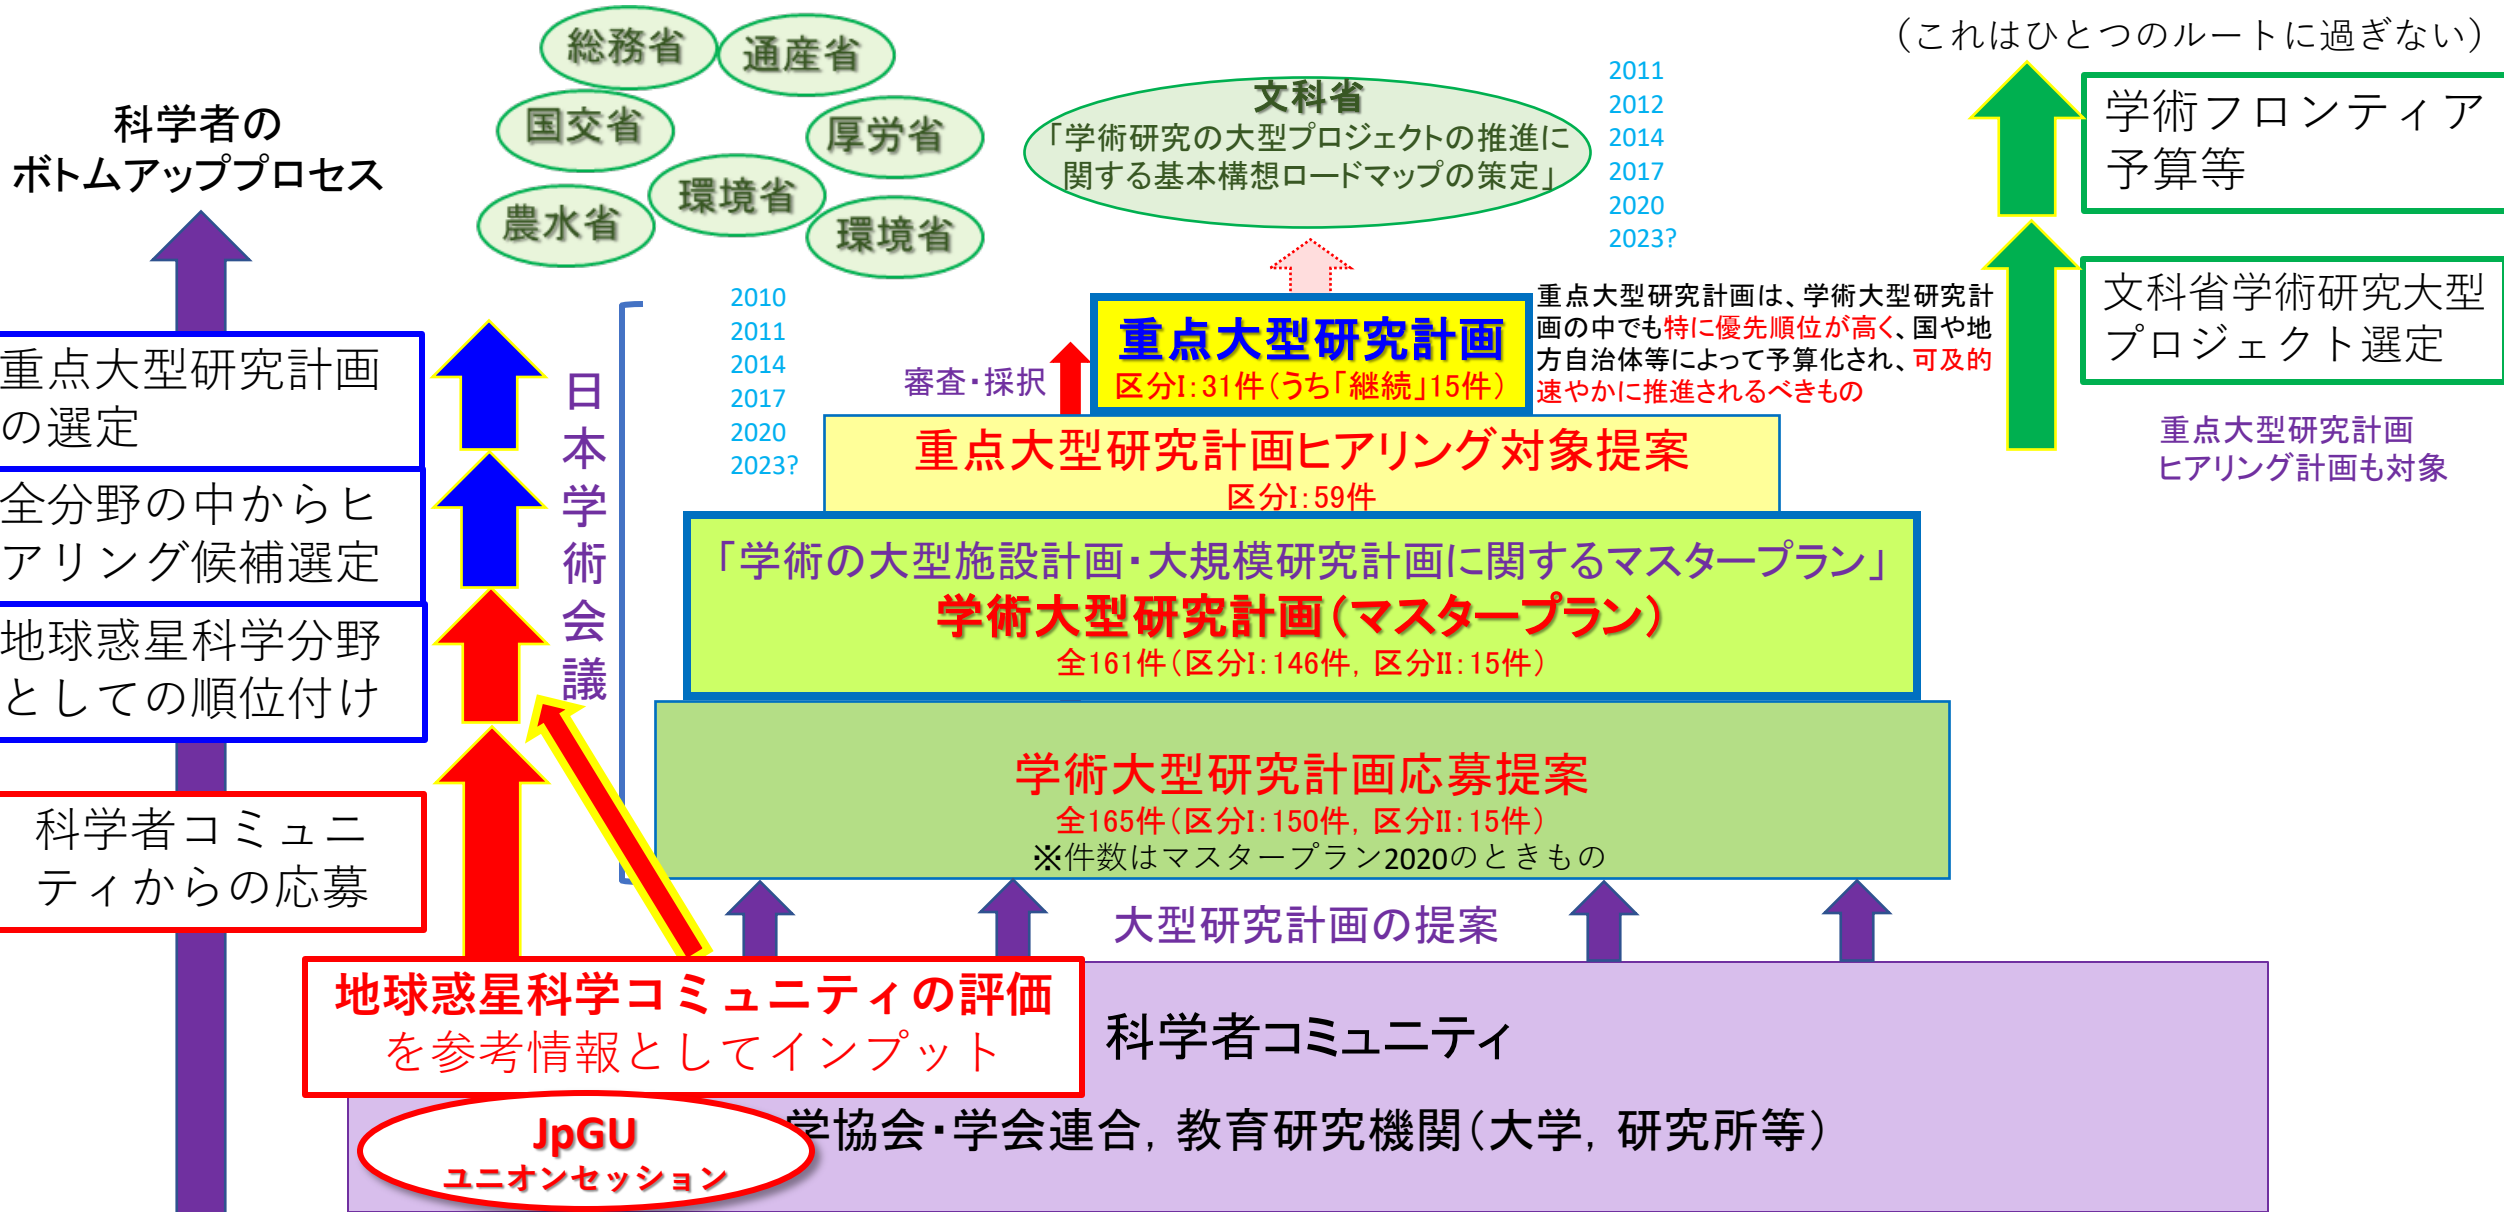 総務省
通産省
国交省
厚労省
環境省
農水省
環境省
(これはひとつのルートに過ぎない)
科学者の
ボトムアッププロセス
文科省
「学術研究の大型プロジェクトの推進に
関する基本構想ロードマップの策定」
2011
2012
2014
2017
2020
2023?
学術フロンティア
予算等
文科省学術研究大型
プロジェクト選定
重点大型研究計画
ヒアリング計画も対象
重点大型研究計画
の選定
全分野の中からヒ
アリング候補選定
地球惑星科学分野
としての順位付け
科学者コミュニ
ティからの応募
日本学術会議
2010
2011
2014
2017
2020
2023?
審査・採択
重点大型研究計画
区分I:31件(うち「継続」15件)
重点大型研究計画は、学術大型研究計
画の中でも特に優先順位が高く、国や地
方自治体等によって予算化され、可及的
速やかに推進されるべきもの
重点大型研究計画ヒアリング対象提案
区分I:59件
「学術の大型施設計画・大規模研究計画に関するマスタープラン」
学術大型研究計画(マスタープラン)
全161件(区分I:146件, 区分II:15件)
学術大型研究計画応募提案
全165件(区分I:150件, 区分II:15件)
※件数はマスタープラン2020のときもの
大型研究計画の提案
地球惑星科学コミュニティの評価
を参考情報としてインプット
科学者コミュニティ
JpGU
ユニオンセッション
学協会・学会連合, 教育研究機関(大学, 研究所等)